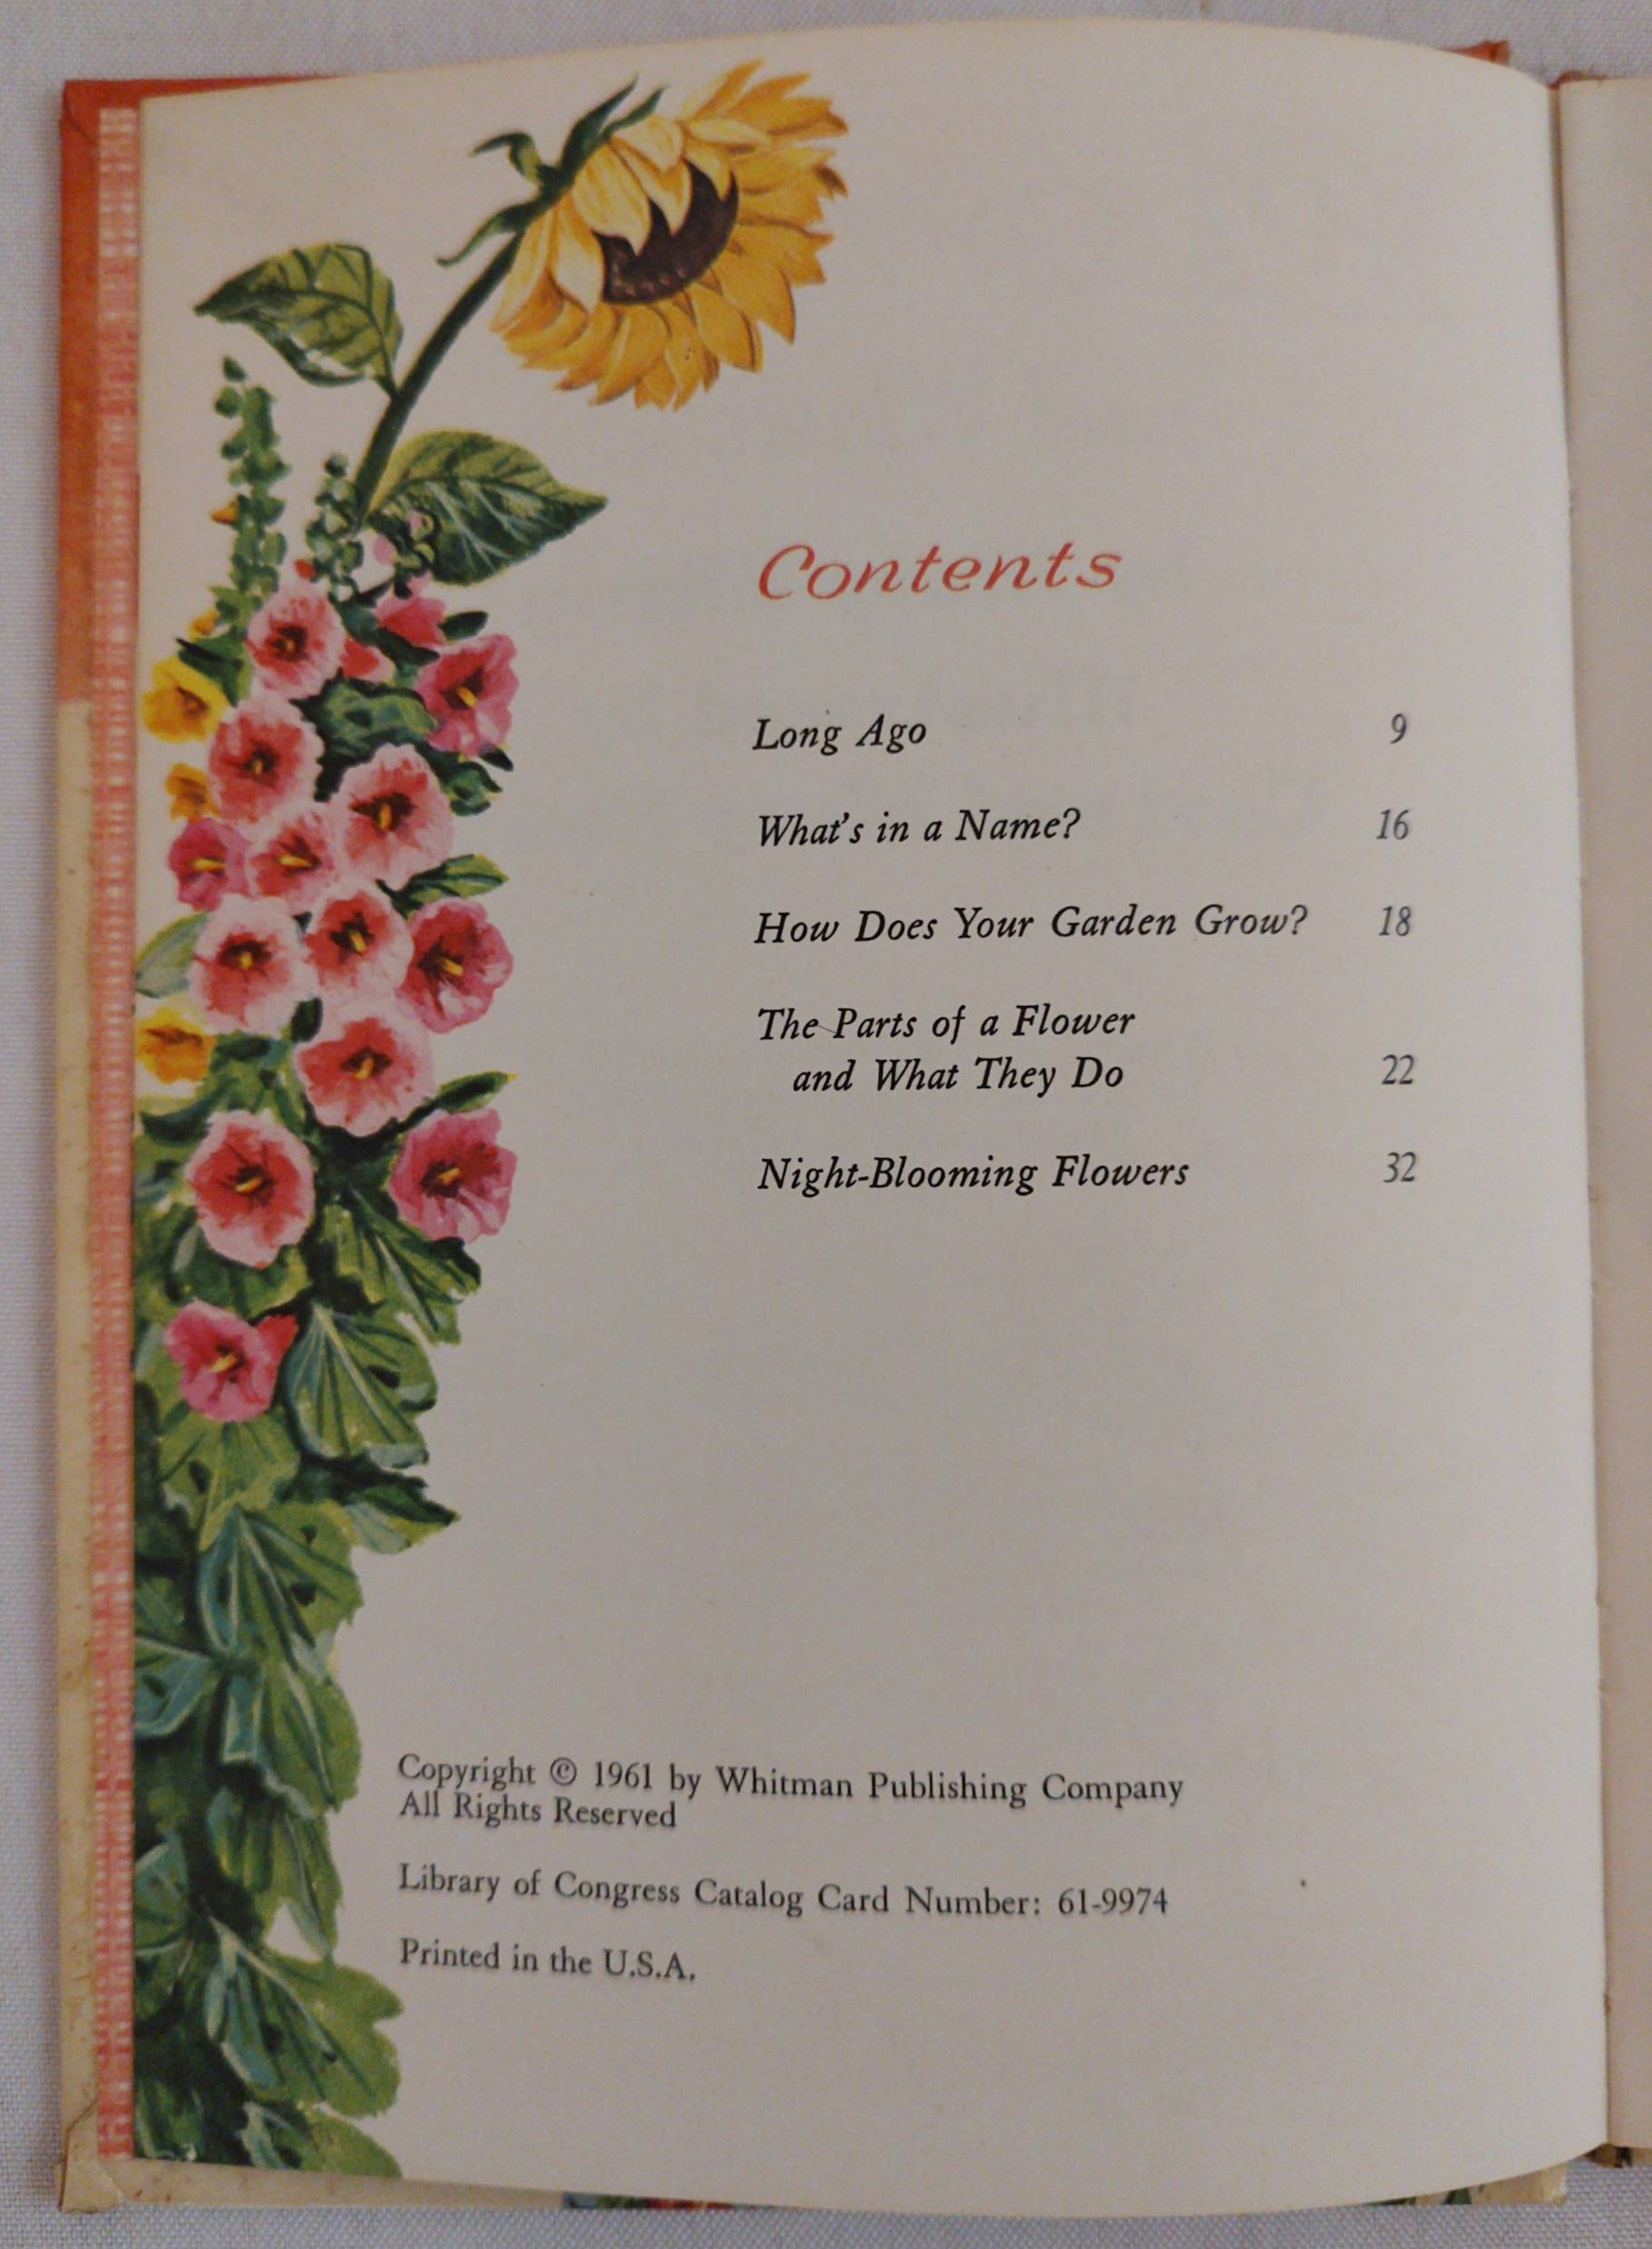 Contents
Long Ago 9
What's in a Name? 16
How Does Your Garden Grow? 18
The Parts of a Flower
and What They Do 22
Night-Blooming Flowers 32
Copyright © 1961 by Whitman Publishing Company
All Rights Reserved
Library of Congress Catalog Card Number: 61-9974
Printed in the U.S.A.